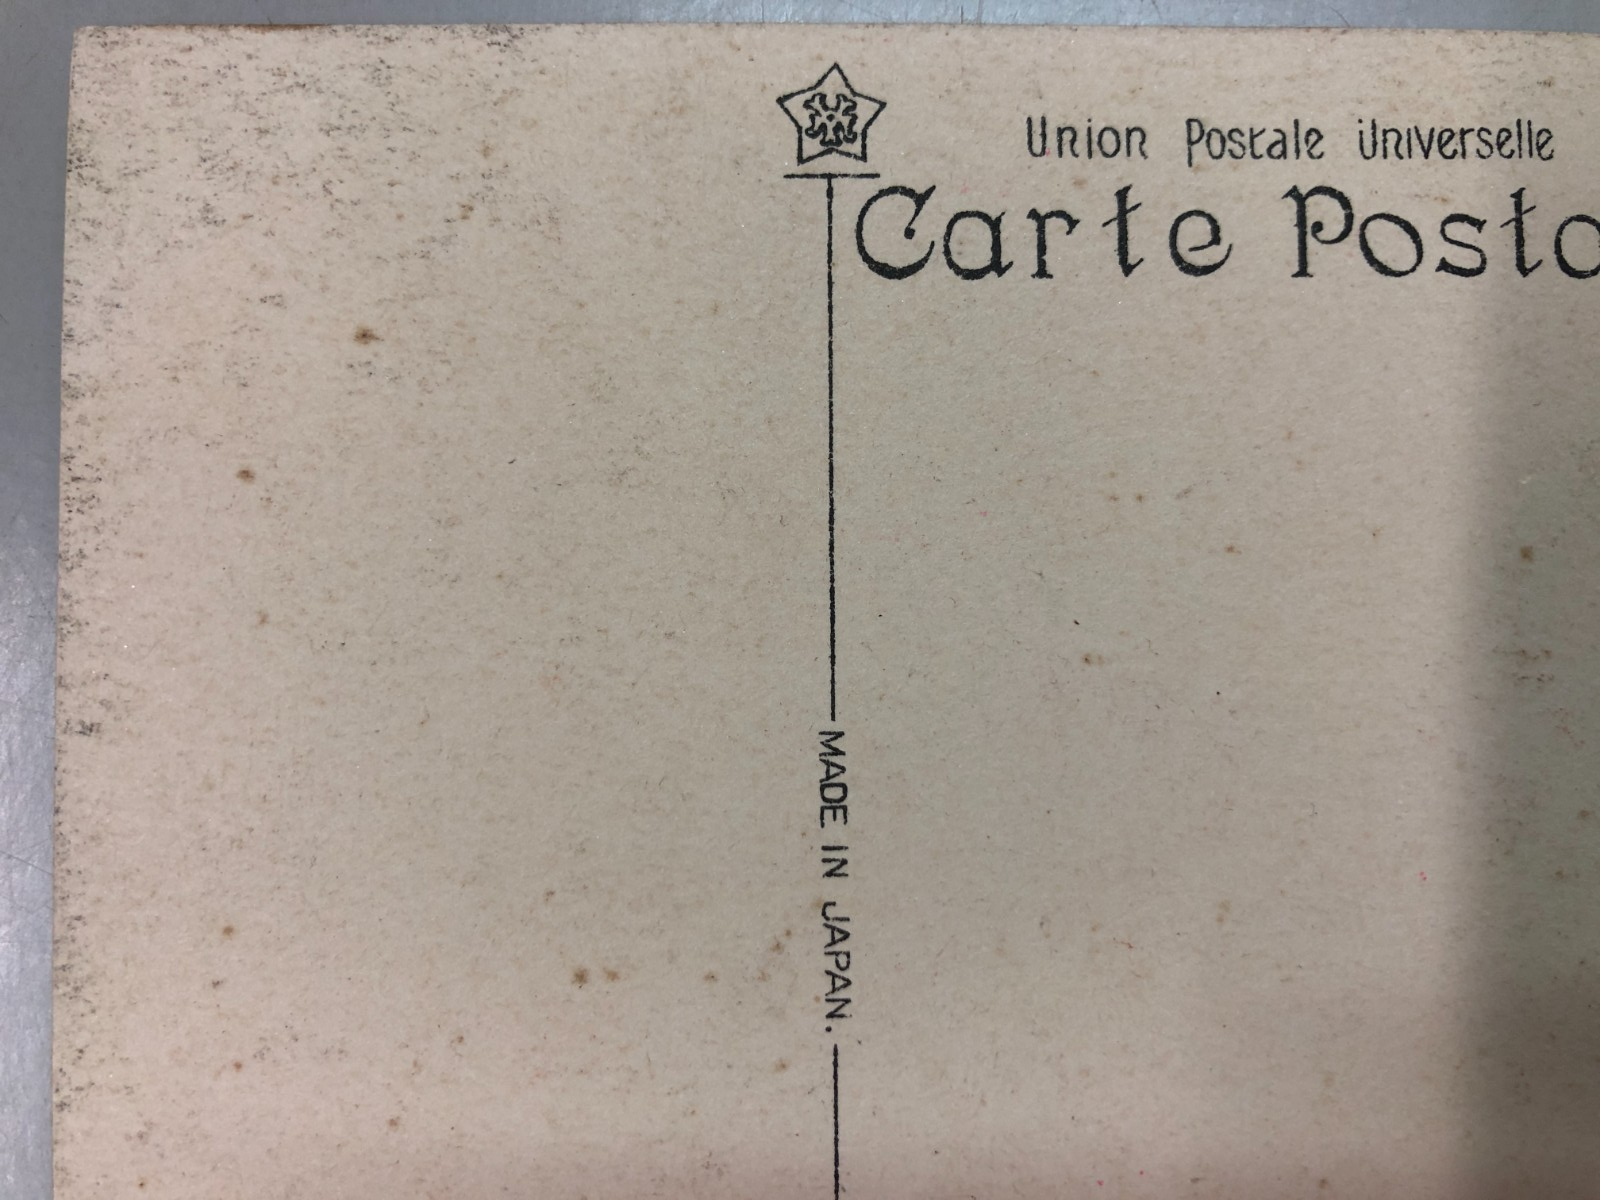 Union Postale Universelle
Carte Posta
MADE IN JAPAN.